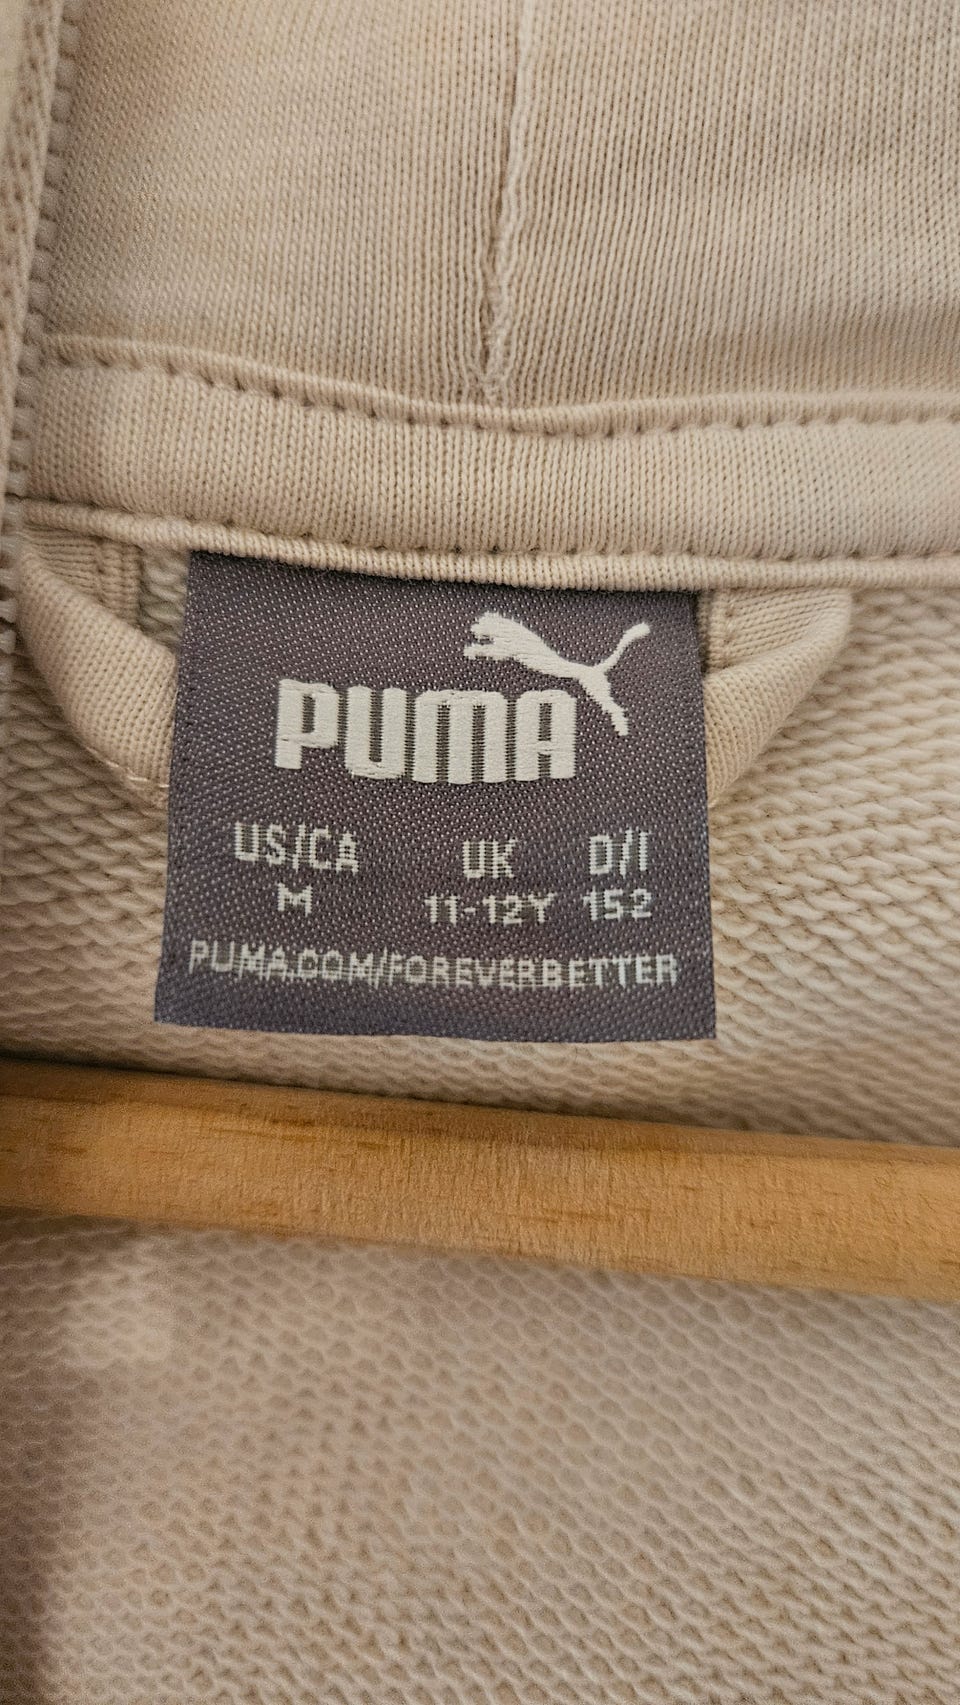 PUMA
US/CA UK D/I
M 11-12Y 152
PUMA.COM/FOREVERBETTER